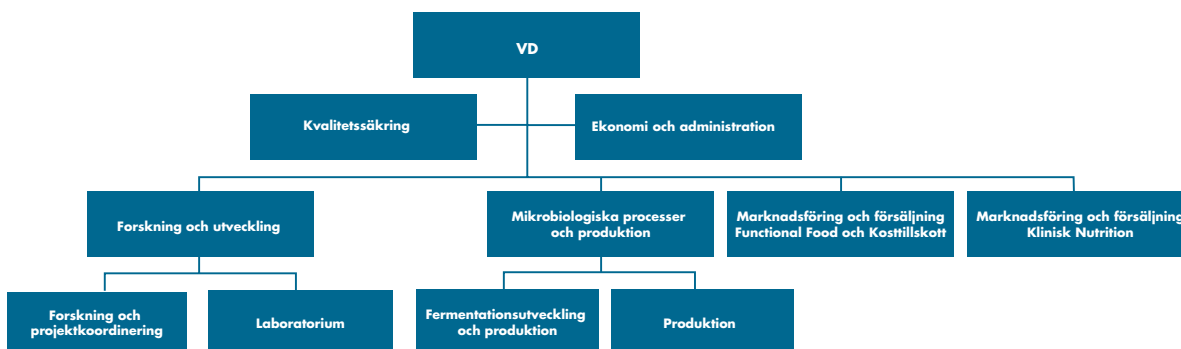 VD
Kvalitetssäkring
Ekonomi och administration
Forskning och utveckling
Mikrobiologiska processer
och produktion
Marknadsföring och försäljning
Functional Food och Kosttillskott
Marknadsföring och försäljning
Klinisk Nutrition
Forskning och
projektkoordinering
Laboratorium
Fermentationsutveckling
och produktion
Produktion